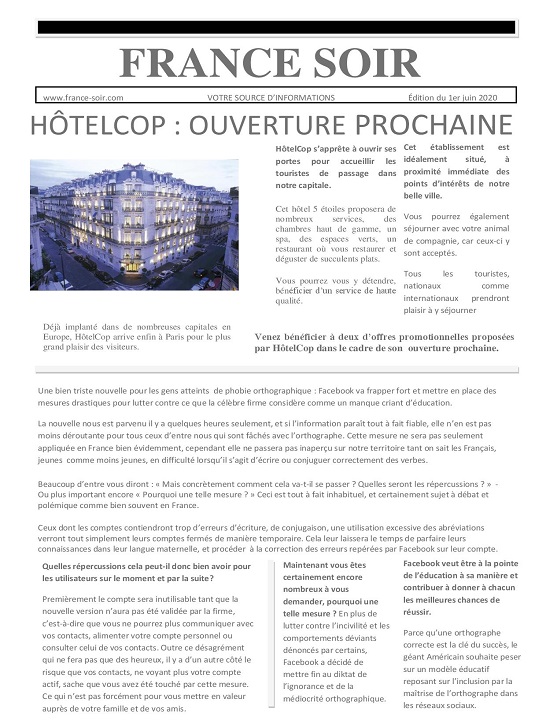 FRANCE SOIR
www.france-soir.com VOTRE SOURCE D'INFORMATIONS Édition du 1er juin 2020
HÔTELCOP : OUVERTURE PROCHAINE
HôtelCop s'apprête à ouvrir ses
portes pour accueillir les
touristes de passage dans
notre capitale.
Cet hôtel 5 étoiles proposera de
nombreux services, des
chambres haut de gamme, un
spa, des espaces verts, un
restaurant où vous restaurer et
déguster de succulents plats.
Vous pourrez vous y détendre,
bénéficier d'un service de haute
qualité.
Cet établissement est
idéalement situé, à
proximité immédiate des
points d'intérêts de notre
belle ville.
Vous pourrez également
séjourner avec votre animal
de compagnie, car ceux-ci y
sont acceptés.
Tous les touristes,
nationaux comme
internationaux prendront
plaisir à y séjourner
Déjà implanté dans de nombreuses capitales en
Europe, HôtelCop arrive enfin à Paris pour le plus
grand plaisir des visiteurs.
Venez bénéficier à deux d'offres promotionnelles proposées
par HôtelCop dans le cadre de son ouverture prochaine.
Une bien triste nouvelle pour les gens atteints de phobie orthographique : Facebook va frapper fort et mettre en place des
mesures drastiques pour lutter contre ce que la célèbre firme considère comme un manque criant d'éducation.
La nouvelle nous est parvenu il y a quelques heures seulement, et si l'information paraît tout à fait fiable, elle n'en est pas
moins déroutante pour tous ceux d'entre nous qui sont fâchés avec l'orthographe. Cette mesure ne sera pas seulement
appliquée en France bien évidemment, cependant elle ne passera pas inaperçu sur notre territoire tant on sait les Français,
jeunes comme moins jeunes, en difficulté lorsqu'il s'agit d'écrire ou conjuguer correctement des verbes.
Beaucoup d'entre vous diront : « Mais concrètement comment cela va-t-il se passer ? Quelles seront les répercussions ? » -
Ou plus important encore « Pourquoi une telle mesure ? » Ceci est tout à fait inhabituel, et certainement sujet à débat et
polémique comme bien souvent en France.
Ceux dont les comptes contiendront trop d'erreurs d'écriture, de conjugaison, une utilisation excessive des abréviations
verront tout simplement leurs comptes fermés de manière temporaire. Cela leur laissera le temps de parfaire leurs
connaissances dans leur langue maternelle, et procéder à la correction des erreurs repérées par Facebook sur leur compte.
Quelles répercussions cela peut-il donc bien avoir pour
les utilisateurs sur le moment et par la suite ?
Premièrement le compte sera inutilisable tant que la
nouvelle version n'aura pas été validée par la firme,
c'est-à-dire que vous ne pourrez plus communiquer avec
vos contacts, alimenter votre compte personnel ou
consulter celui de vos contacts. Outre ce désagrément
qui ne fera pas que des heureux, il y a d'un autre côté le
risque que vos contacts, ne voyant plus votre compte
actif, sache que vous avez été touché par cette mesure.
Ce qui n'est pas forcément pour vous mettre en valeur
auprès de votre famille et de vos amis.
Maintenant vous êtes
certainement encore
nombreux à vous
demander, pourquoi une
telle mesure ? En plus de
lutter contre l'incivilité et les
comportements déviants
dénoncés par certains,
Facebook a décidé de
mettre fin au diktat de
l'ignorance et de la
médiocrité orthographique.
Facebook veut être à la pointe
de l'éducation à sa manière et
contribuer à donner à chacun
les meilleures chances de
réussir.
Parce qu'une orthographe
correcte est la clé du succès, le
géant Américain souhaite peser
sur un modèle éducatif
reposant sur l'inclusion par la
maîtrise de l'orthographe dans
les réseaux sociaux.